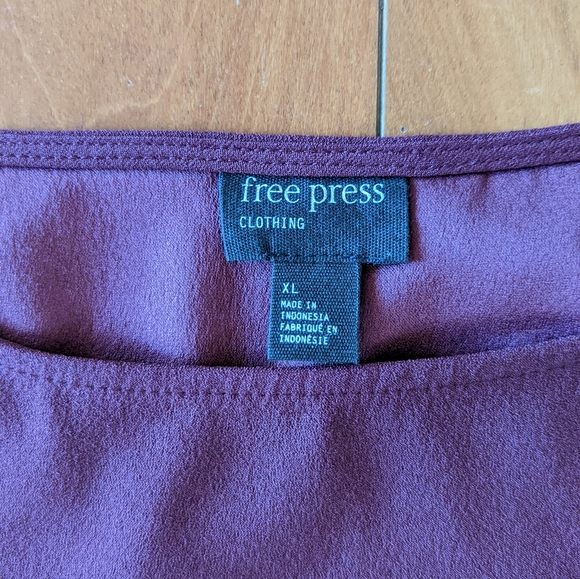 free press
CLOTHING
XL
MADE IN
INDONESIA
FABRIQUÉ EN
INDONÉSIE